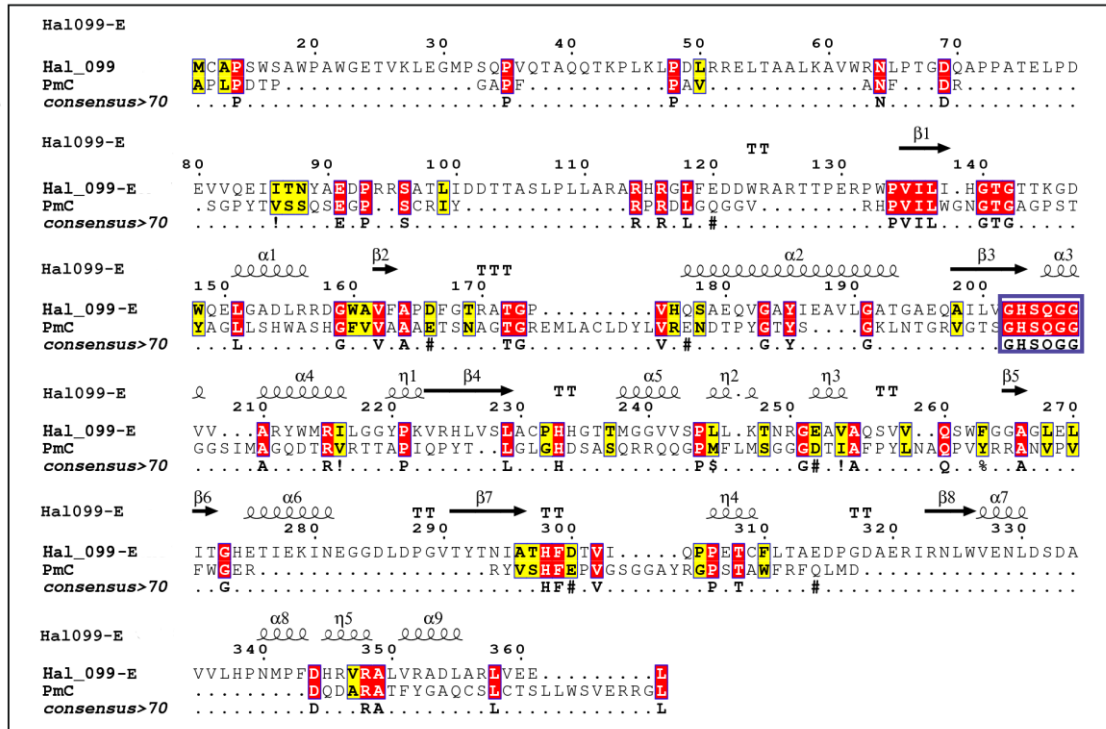 Hal099-E
20 30 40 50 60 70
Hal_099 MCAPSWSAWPAWGETVKLEGMPSQPVQTAQQTKPLKLPDLRRELTAALKAVWRNLPTGDQAPPATELPD
PmC APLPDTP...............GAPF...........PAV............ANF...DR.........
consensus>70 ...P....................P............P...............N....D..........
Hal099-E TT β1
80 90 100 110 120 130 140
Hal_099-E EVVQEIITNYAEDPRRSATLIDDTTASLPLLARARHRGLFEDDWRARTTPERPWPVILI.HGTGTTKGD
PmC .SGPYTVSSQSEGP..SCRIY.............RPRDLGQGGV........RHPVILWGNGTGAGPST
consensus>70 ......!....E.P..S.................R.R.L.#.............PVIL...GTG.....
Hal099-E α1 β2 TTT α2 β3 α3
150 160 170 180 190 200
Hal_099-E WQELGADLRRDGWAVFAPDFGTRATGP.........VHQSAEQVGAYIEAVLGATGAEQAILVGHSQGG
PmC YAGLLSHWASHGFVVAAAETSNAGTGREMLACLDYLVRENDTPYGTYS....GKLNTGRVGTSGHSQGG
consensus>70 ...L.......G..V.A.#.....TG..........V.#.....G.Y.....G..........GHSQGG
Hal099-E α4 η1 β4 TT α5 η2 η3 TT β5
210 220 230 240 250 260 270
Hal_099-E VV...ARYWMRILGGYPKVRHLVSLACPHHGTTMGGVVSPLL.KTNRGEAVAQSVV..QSWFGGAGLEL
PmC GGSIMAGQDTRVRTTAPIQPYT..LGLGHDSASQRRQQGPMFLMSGGGDTIAFPYLNAQPVYRRANVPV
consensus>70 .....A....R!....P.......L...H..........P$......G#.!A......Q..%..A....
Hal099-E β6 α6 TT β7 TT η4 TT β8 α7
280 290 300 310 320 330
Hal_099-E ITGHETIEKINEGGDLDPGVTYTNIATHFDTVI.....QPPETCFLTAEDPGDAERIRNLWVENLDSDA
PmC FWGER..................RYVSHFEPVGSGGAYRGPSTAWFRFQLMD.................
consensus>70 ..G........................HF#.V........P.T.....#....................
Hal099-E α8 η5 α9
340 350 360
Hal_099-E VVLHPNMPFDHRVRALVRADLARLVEE.........L
PmC .........DQDARATFYGAQCSLCTSLLWSVERRGL
consensus>70 .........D...RA........L............L